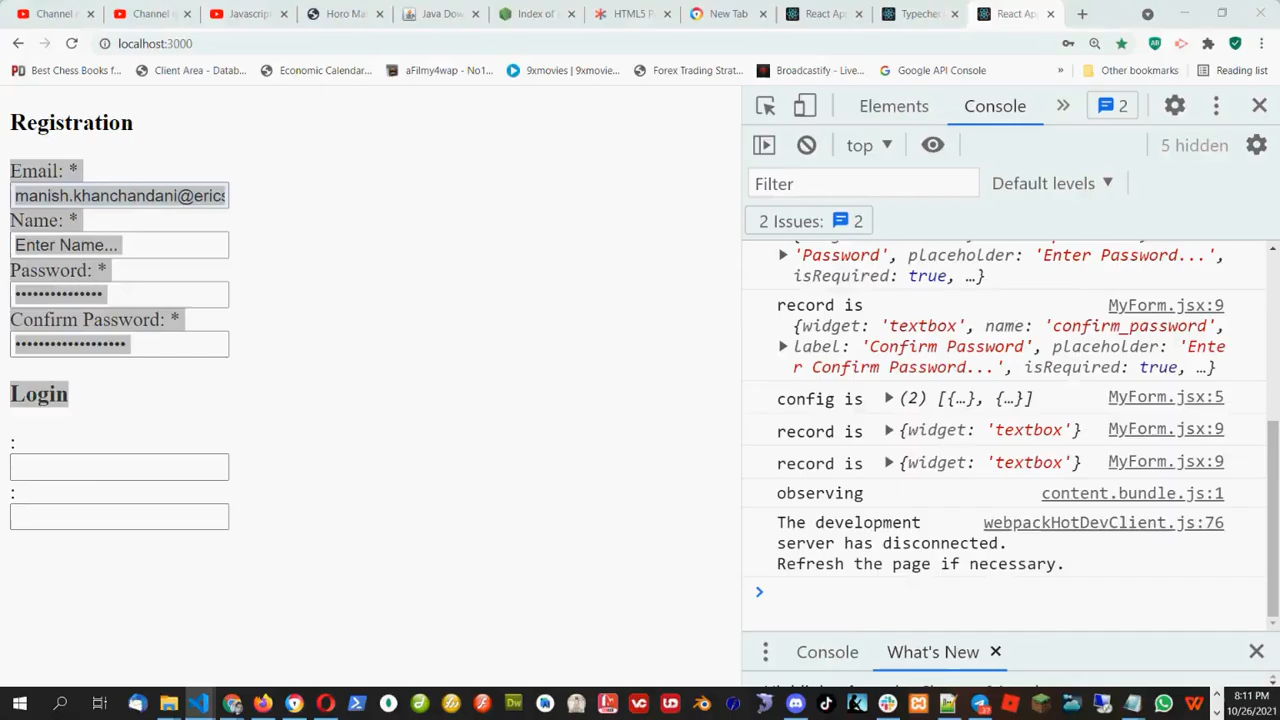 Channel
Channel
Javascrip
Horo Ma
Java Dow
Index of
HTML5 F
New Tab
React App
Typechec
React App
localhost:3000
Best Chess Books f...
Client Area - Datab...
Economic Calendar...
aFilmy4wap - No1...
9xmovies | 9xmovie...
Forex Trading Strat...
Broadcastify - Live...
Google API Console
»
Other bookmarks
Reading list
Registration
Email: *
manish.khanchandani@erics
Name: *
Enter Name...
Password: *
•••••••••••••••
Confirm Password: *
•••••••••••••••••••
Login
:
:
Elements
Console
»
2
top
5 hidden
Filter
Default levels
2 Issues:
2
'Password', placeholder: 'Enter Password...',
isRequired: true, …}
record is
MyForm.jsx:9
{widget: 'textbox', name: 'confirm_password',
label: 'Confirm Password', placeholder: 'Ente
r Confirm Password...', isRequired: true, …}
config is
(2) [{…}, {…}]
MyForm.jsx:5
record is
{widget: 'textbox'}
MyForm.jsx:9
record is
{widget: 'textbox'}
MyForm.jsx:9
observing
content.bundle.js:1
The development
webpackHotDevClient.js:76
server has disconnected.
Refresh the page if necessary.
Console
What's New
8:11 PM
10/26/2021